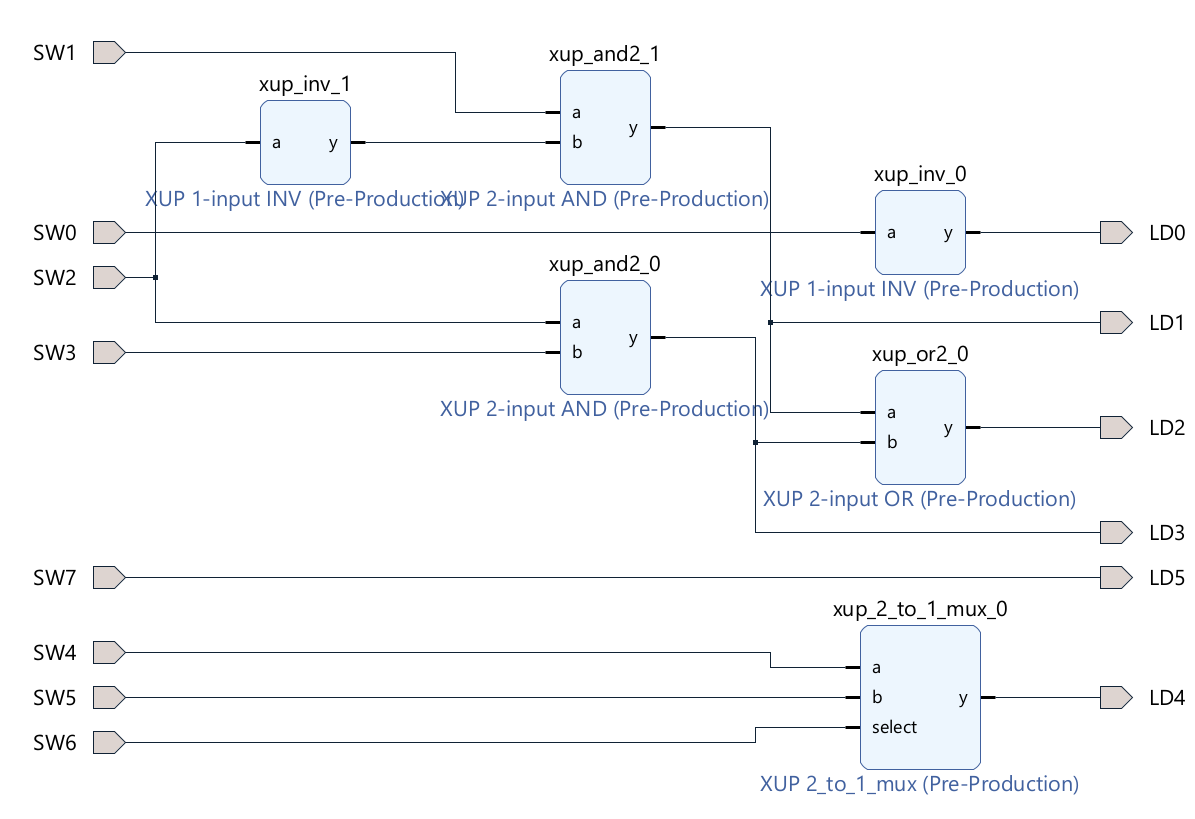 SW1
xup_and2_1
xup_inv_1
a
y
a
b
y
XUP 1-input INV (Pre-Production)
XUP 2-input AND (Pre-Production)
xup_inv_0
SW0
a
y
LD0
SW2
xup_and2_0
XUP 1-input INV (Pre-Production)
a
b
y
LD1
SW3
xup_or2_0
XUP 2-input AND (Pre-Production)
a
b
y
LD2
XUP 2-input OR (Pre-Production)
LD3
SW7
LD5
xup_2_to_1_mux_0
SW4
a
SW5
b
y
LD4
SW6
select
XUP 2_to_1_mux (Pre-Production)